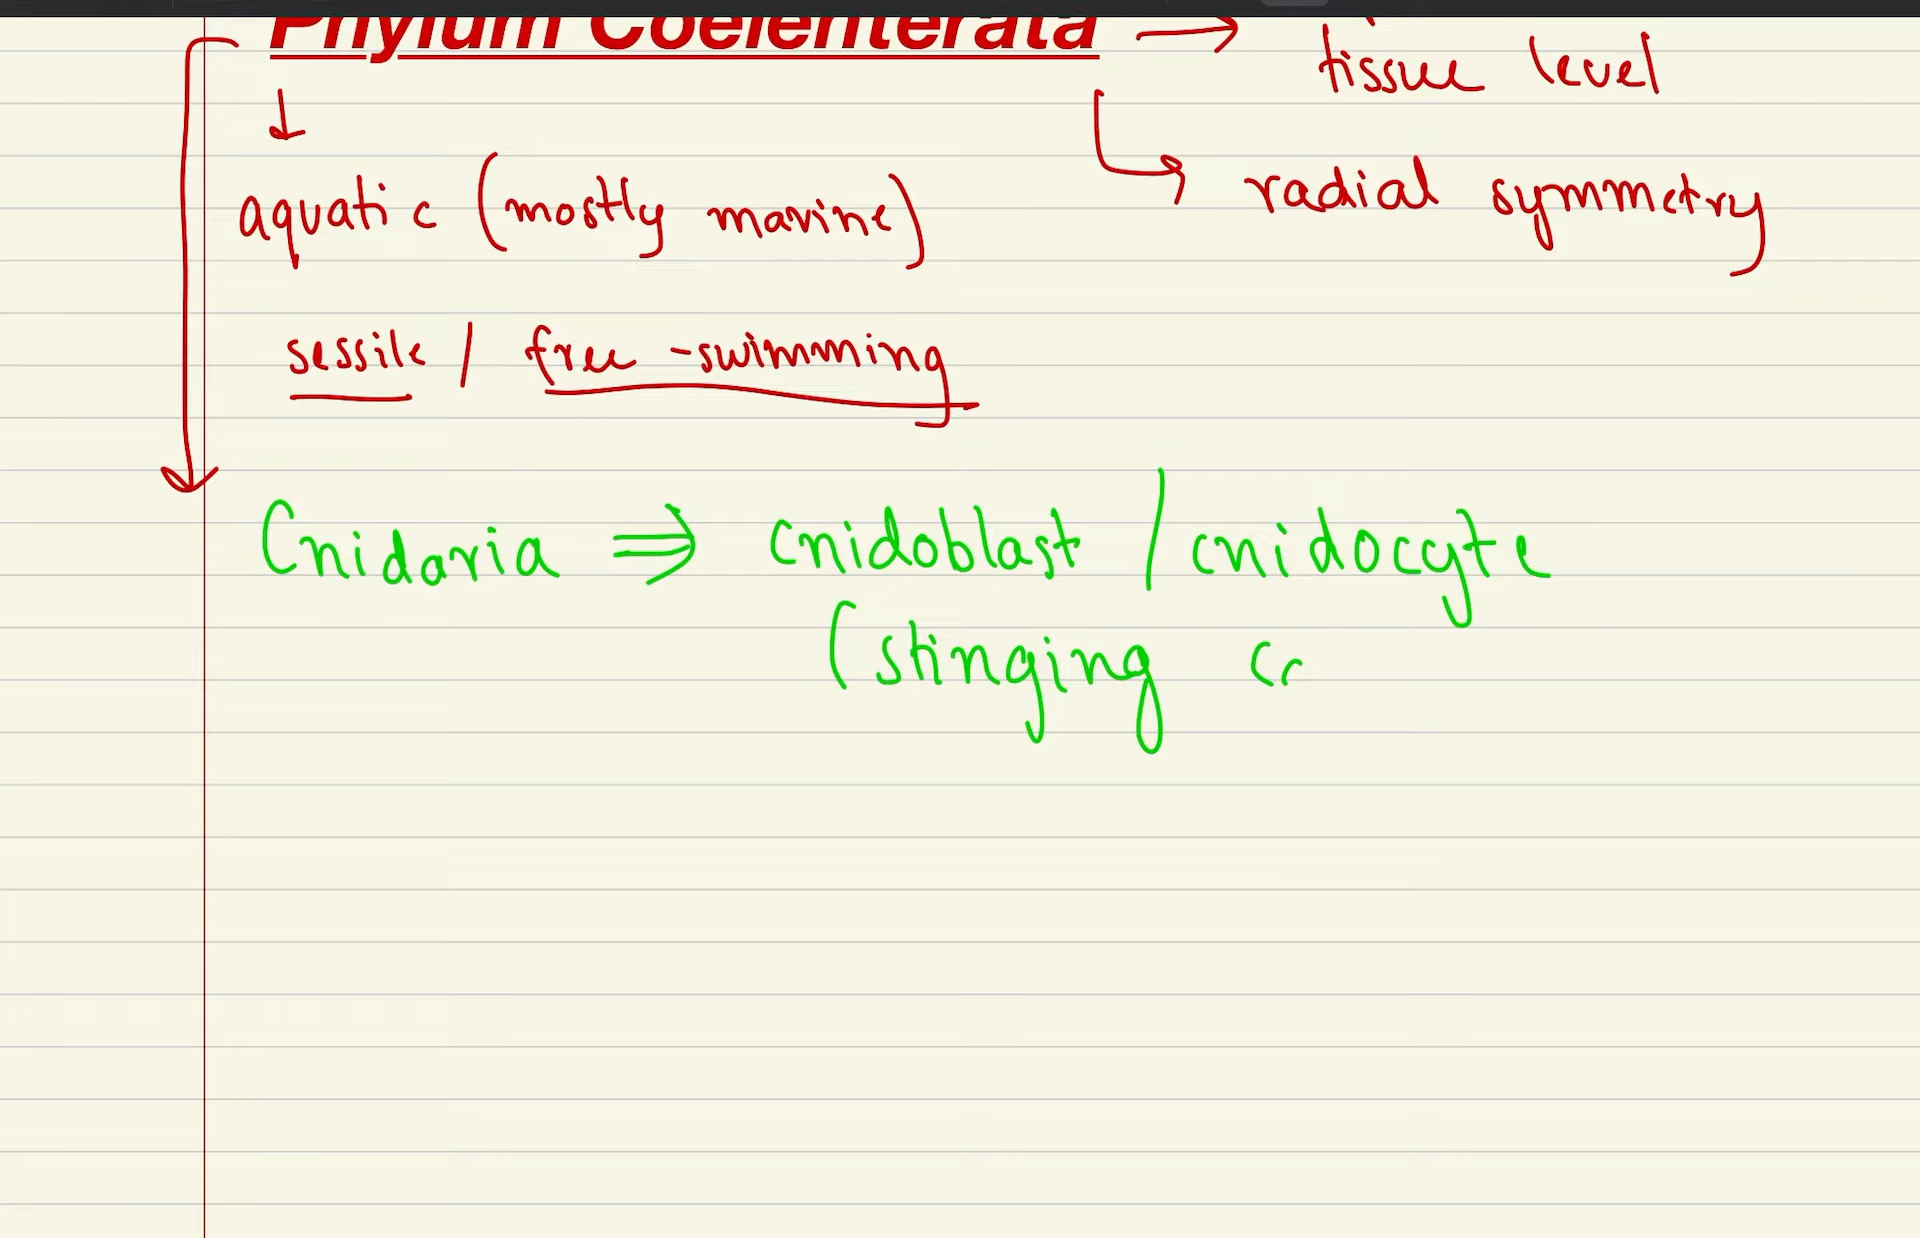 Phylum Coelenterata →
tissue level
radial symmetry
aquatic (mostly marine)
sessile / free-swimming
Cnidaria ⇒ cnidoblast / cnidocyte
(stinging